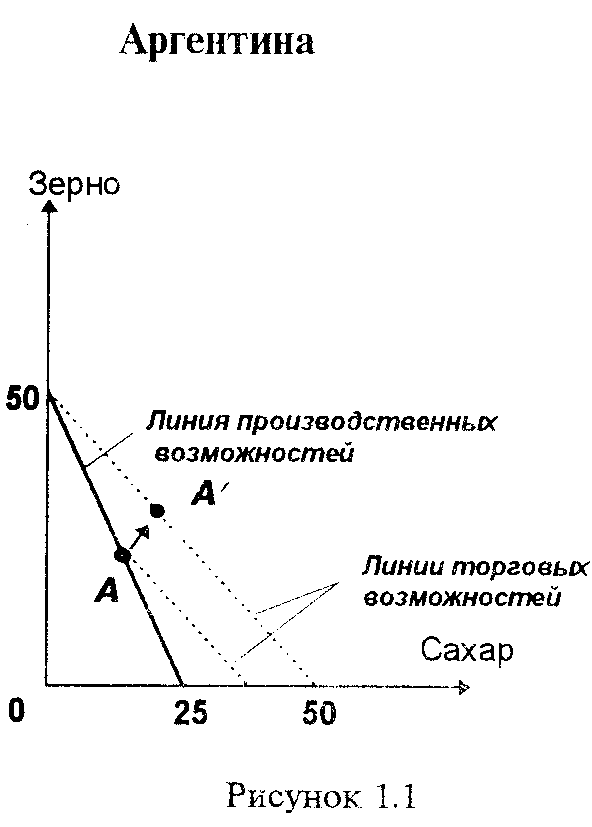 Аргентина
Зерно
50
Линия производственных
возможностей
A′
A
Линии торговых
возможностей
Сахар
0
25
50
Рисунок 1.1